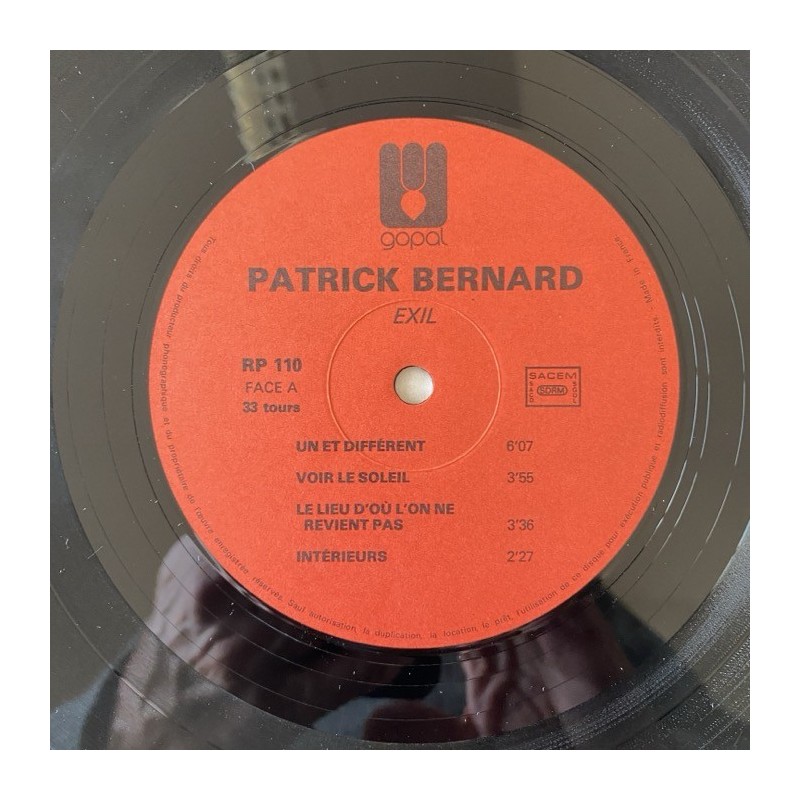 gopal
PATRICK BERNARD
EXIL
RP 110
FACE A
33 tours
SACEM
SACD SDRM SGDL
UN ET DIFFÉRENT 6'07
VOIR LE SOLEIL 3'55
LE LIEU D'OÙ L'ON NE
REVIENT PAS 3'36
INTÉRIEURS 2'27
Tous droits du producteur phonographique et du propriétaire de l'œuvre enregistrée réservés. Sauf autorisation, la duplication, la location, le prêt, l'utilisation de ce disque pour exécution publique et radiodiffusion sont interdits. Made in France